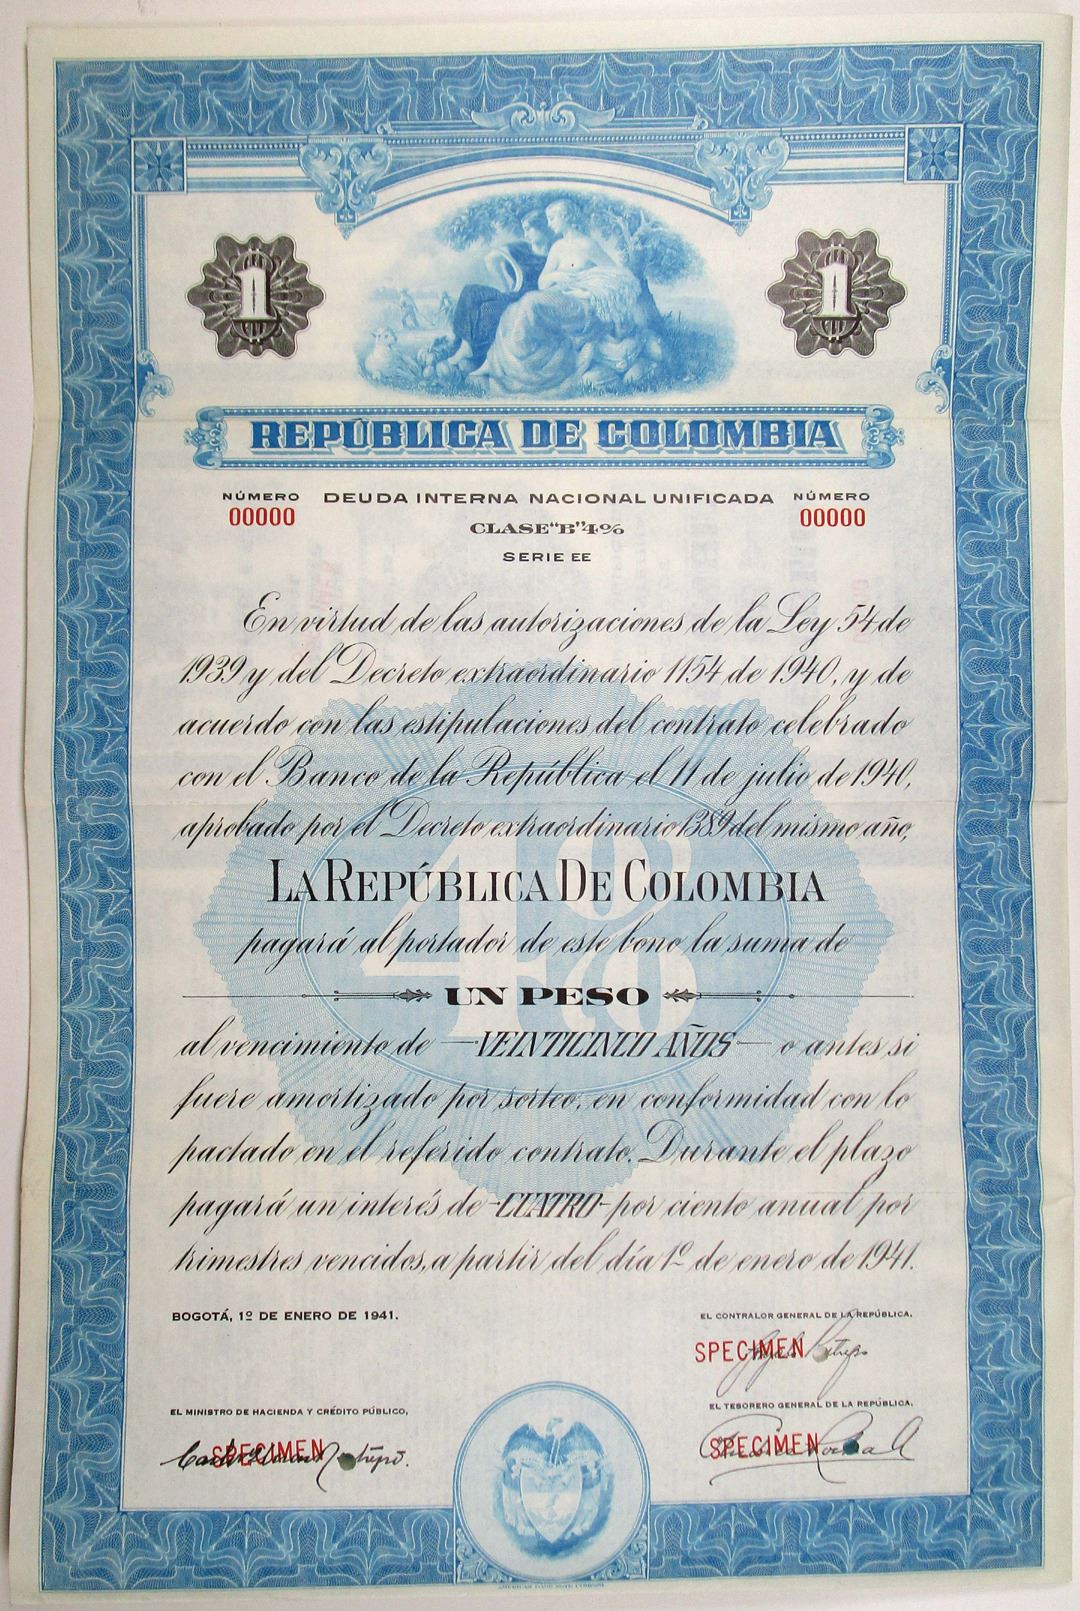 1 1
REPÚBLICA DE COLOMBIA
NÚMERO DEUDA INTERNA NACIONAL UNIFICADA NÚMERO
00000 00000
CLASE "B" 4%
SERIE EE
En virtud de las autorizaciones de la Ley 54 de
1939 y del Decreto extraordinario 1154 de 1940, y de
acuerdo con las estipulaciones del contrato celebrado
con el Banco de la República el 11 de julio de 1940,
aprobado por el Decreto extraordinario 1389 del mismo año,
LA REPÚBLICA DE COLOMBIA
pagará al portador de este bono la suma de
4%
UN PESO
al vencimiento de —VEINTICINCO AÑOS— o antes si
fuere amortizado por sorteo, en conformidad con lo
pactado en el referido contrato. Durante el plazo
pagará un interés de -CUATRO- por ciento anual por
trimestres vencidos, a partir del día 1º de enero de 1941.
BOGOTÁ, 1º DE ENERO DE 1941.
EL CONTRALOR GENERAL DE LA REPÚBLICA.
SPECIMEN
EL MINISTRO DE HACIENDA Y CRÉDITO PÚBLICO,
SPECIMEN
EL TESORERO GENERAL DE LA REPÚBLICA.
SPECIMEN
AMERICAN BANK NOTE COMPANY